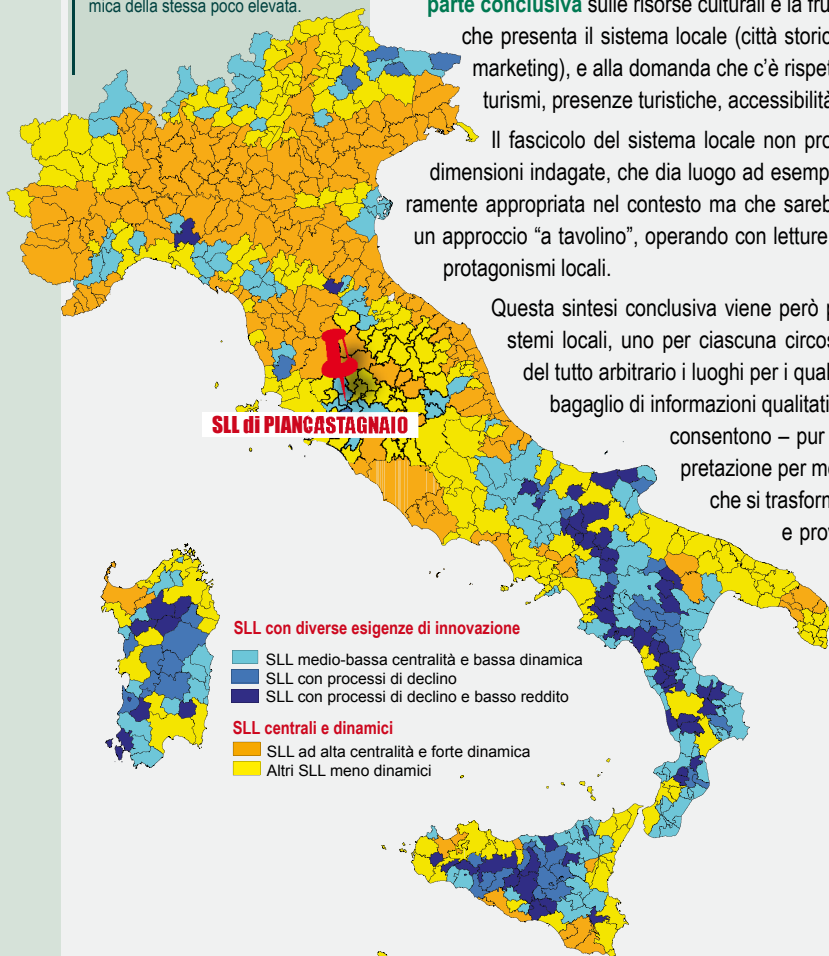 mica della stessa poco elevata.
parte conclusiva sulle risorse culturali e la fru
che presenta il sistema locale (città storic
marketing), e alla domanda che c'è rispet
turismi, presenze turistiche, accessibilità
Il fascicolo del sistema locale non pro
dimensioni indagate, che dia luogo ad esemp
ramente appropriata nel contesto ma che sareb
un approccio “a tavolino”, operando con letture
protagonismi locali.
Questa sintesi conclusiva viene però p
stemi locali, uno per ciascuna circos
del tutto arbitrario i luoghi per i qual
bagaglio di informazioni qualitati
consentono – pur
pretazione per me
che si trasform
e prov
SLL di PIANCASTAGNAIO
SLL con diverse esigenze di innovazione
SLL medio-bassa centralità e bassa dinamica
SLL con processi di declino
SLL con processi di declino e basso reddito
SLL centrali e dinamici
SLL ad alta centralità e forte dinamica
Altri SLL meno dinamici